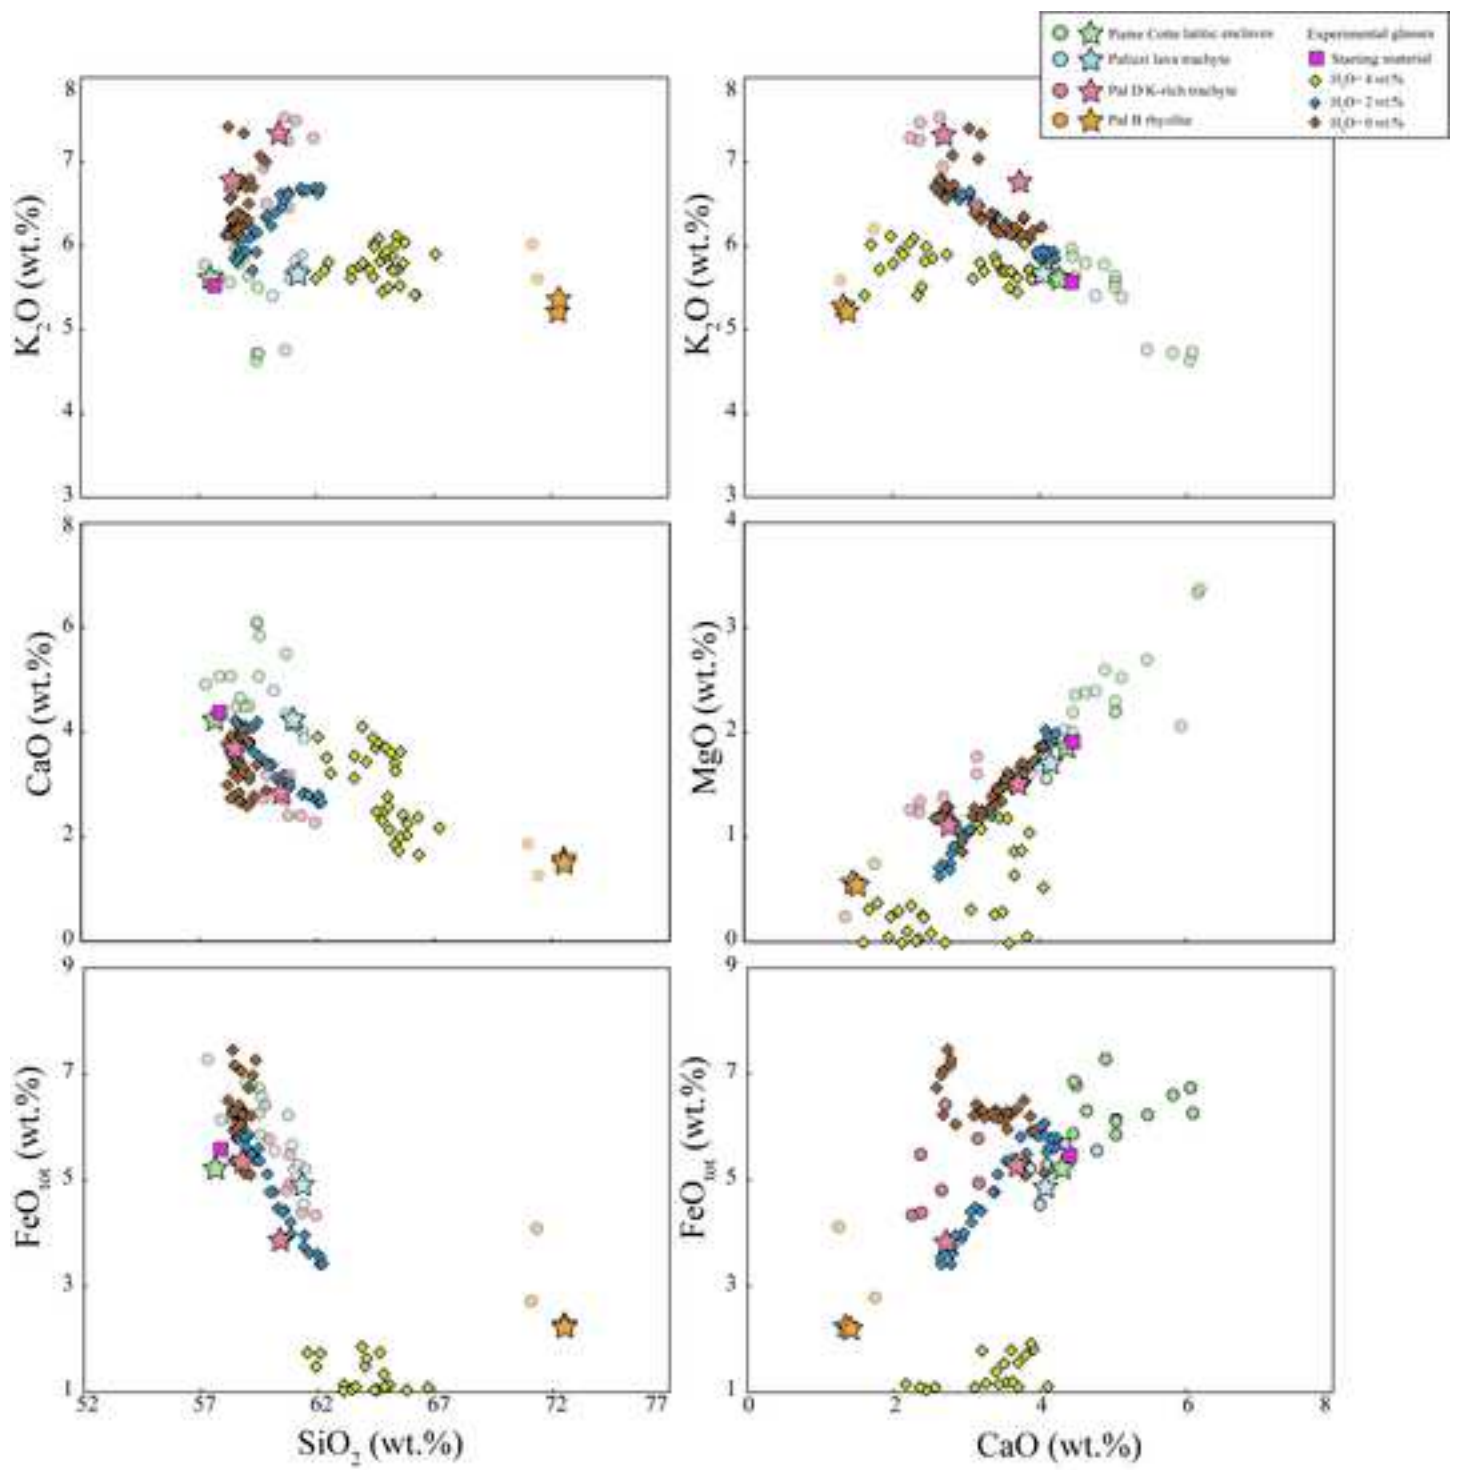 Pietre Cotte latitic enclaves
Palizzi lava trachyte
Pal D K-rich trachyte
Pal B rhyolite
Experimental glasses
Starting material
H2O= 4 wt.%
H2O= 2 wt.%
H2O= 0 wt.%
8
7
6
5
4
3
K2O (wt.%)
8
7
6
5
4
3
K2O (wt.%)
8
6
4
2
0
CaO (wt.%)
4
3
2
1
0
MgO (wt.%)
9
7
5
3
1
FeOtot (wt.%)
9
7
5
3
1
FeOtot (wt.%)
52 57 62 67 72 77
SiO2 (wt.%)
0 2 4 6 8
CaO (wt.%)